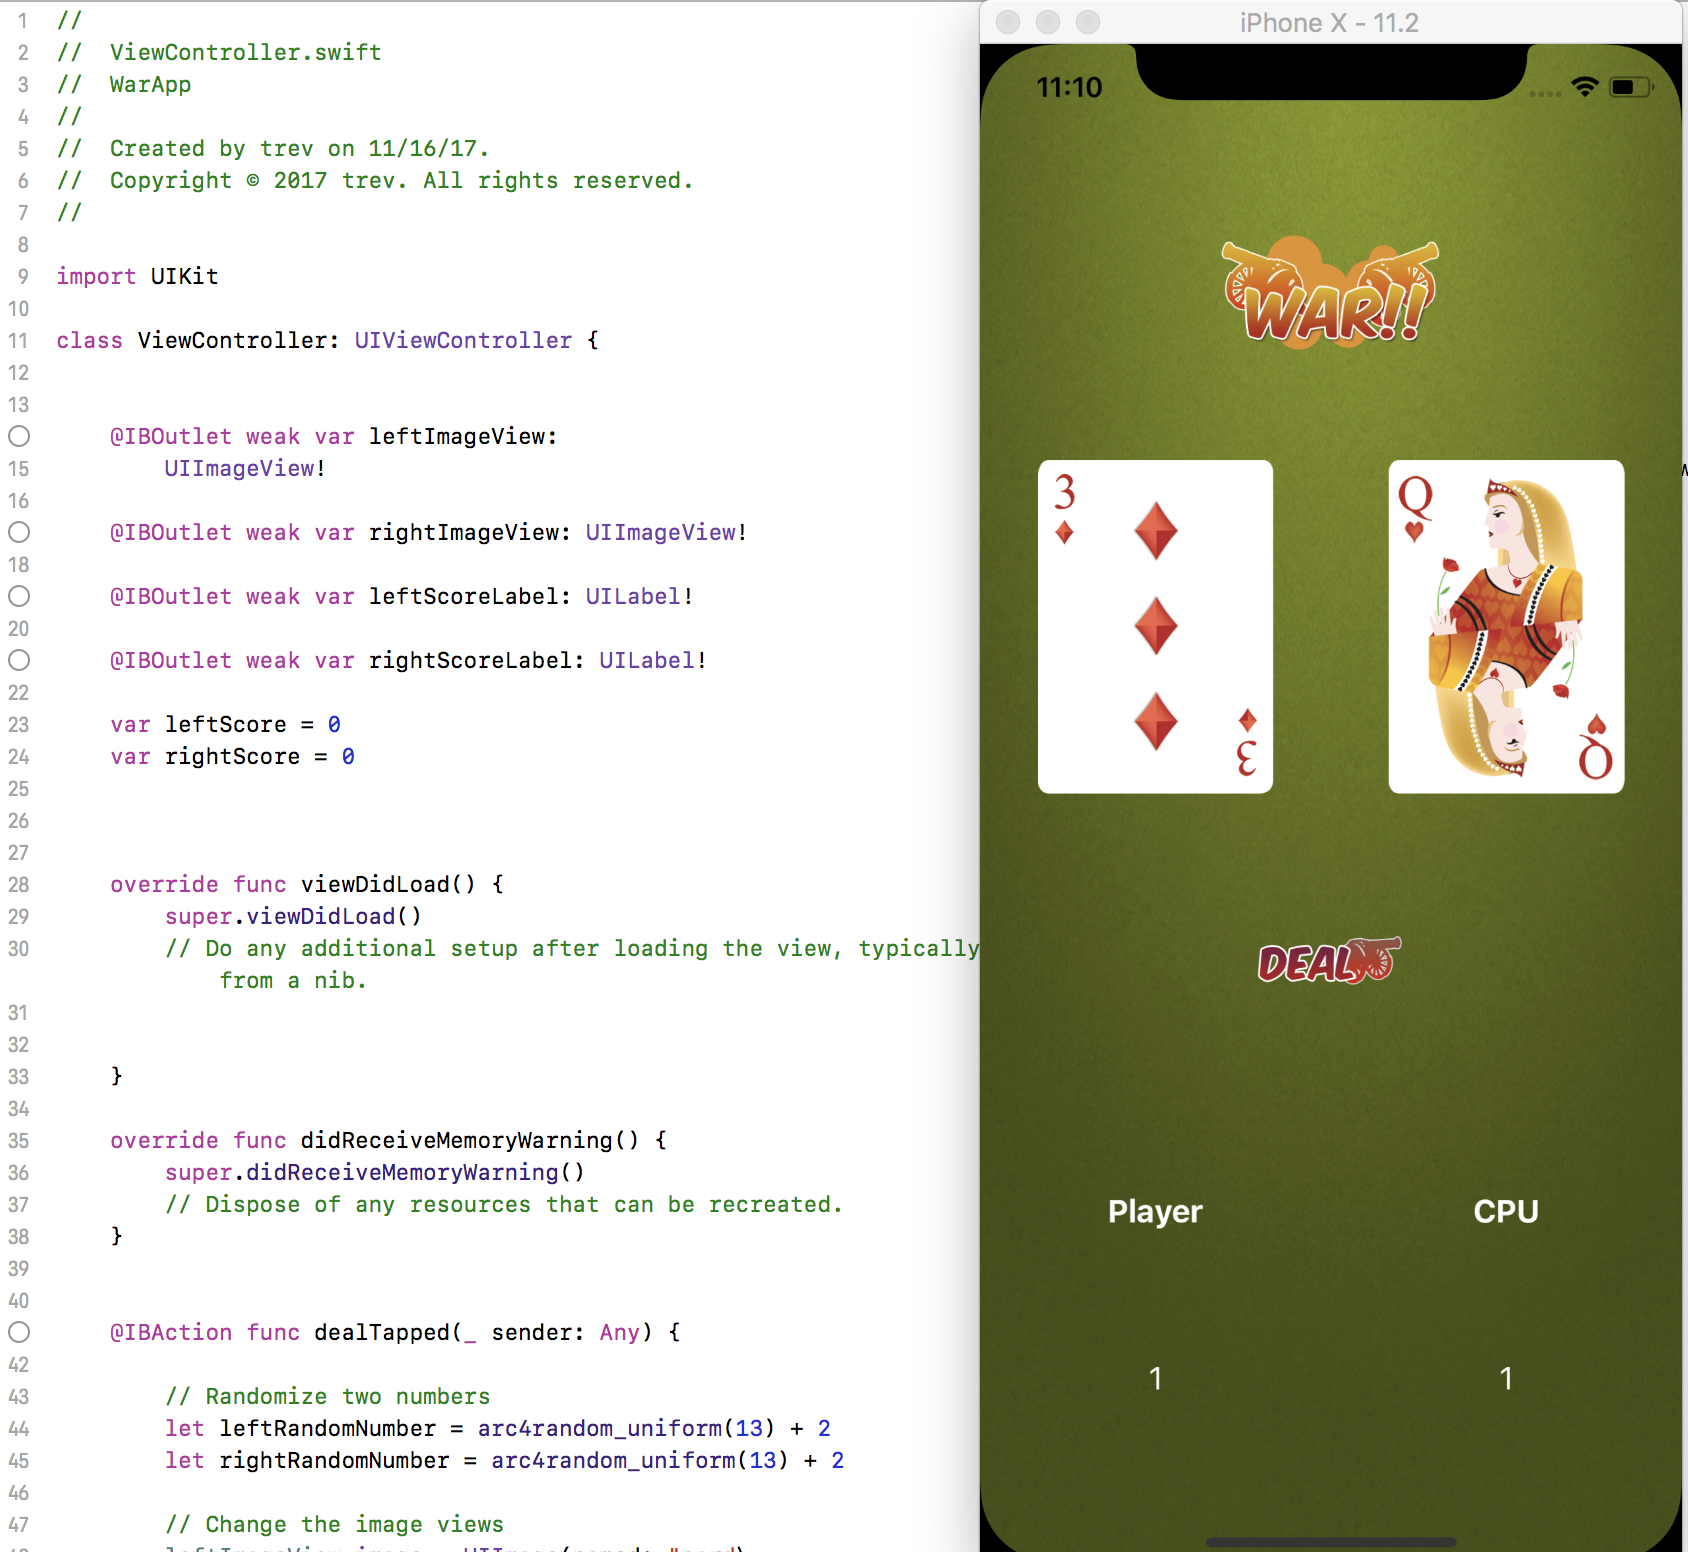 1 //
2 //  ViewController.swift
3 //  WarApp
4 //
5 //  Created by trev on 11/16/17.
6 //  Copyright © 2017 trev. All rights reserved.
7 //
8
9 import UIKit
10
11 class ViewController: UIViewController {
12
13
@IBOutlet weak var leftImageView:
15 UIImageView!
16
@IBOutlet weak var rightImageView: UIImageView!
18
@IBOutlet weak var leftScoreLabel: UILabel!
20
@IBOutlet weak var rightScoreLabel: UILabel!
22
23 var leftScore = 0
24 var rightScore = 0
25
26
27
28 override func viewDidLoad() {
29 super.viewDidLoad()
30 // Do any additional setup after loading the view, typically
from a nib.
31
32
33 }
34
35 override func didReceiveMemoryWarning() {
36 super.didReceiveMemoryWarning()
37 // Dispose of any resources that can be recreated.
38 }
39
40
@IBAction func dealTapped(_ sender: Any) {
42
43 // Randomize two numbers
44 let leftRandomNumber = arc4random_uniform(13) + 2
45 let rightRandomNumber = arc4random_uniform(13) + 2
46
47 // Change the image views
iPhone X - 11.2
11:10
WAR!!
3
3
Q
Q
DEAL
Player
CPU
1
1